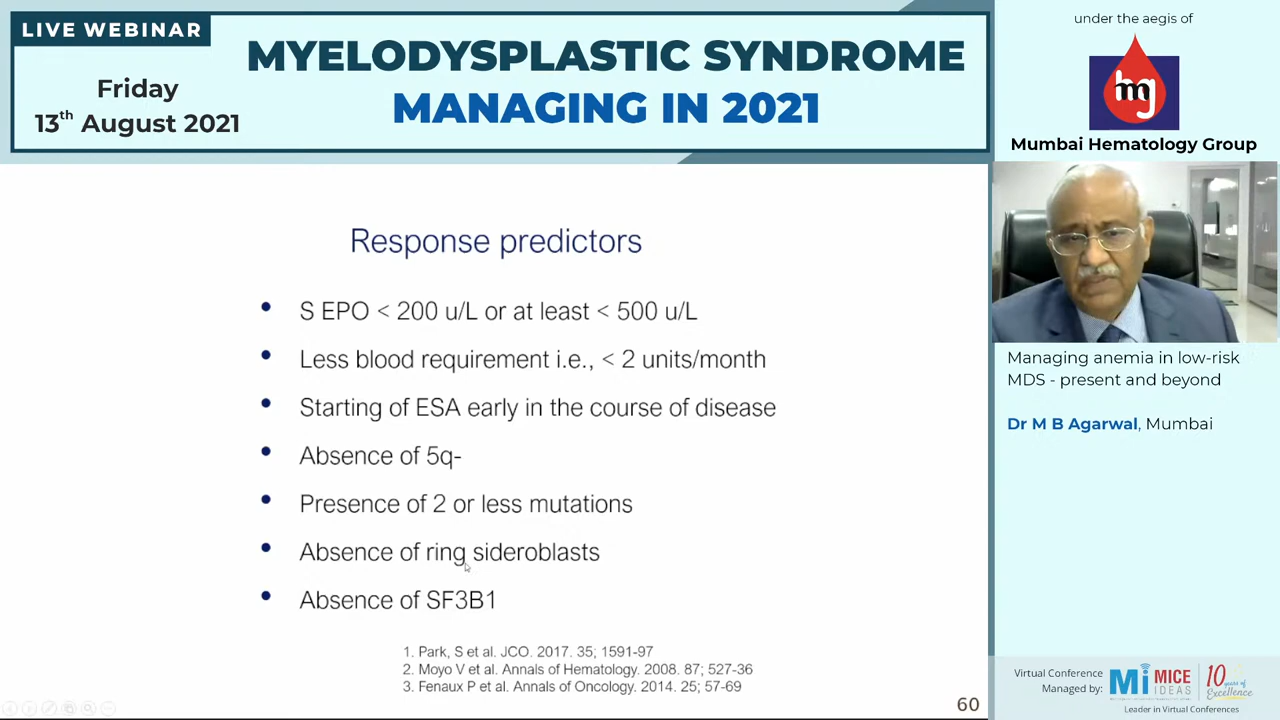 LIVE WEBINAR
Friday
13th August 2021
MYELODYSPLASTIC SYNDROME
MANAGING IN 2021
under the aegis of
hmg
Mumbai Hematology Group
Response predictors
• S EPO < 200 u/L or at least < 500 u/L
• Less blood requirement i.e., < 2 units/month
• Starting of ESA early in the course of disease
• Absence of 5q-
• Presence of 2 or less mutations
• Absence of ring sideroblasts
• Absence of SF3B1
1. Park, S et al. JCO. 2017. 35; 1591-97
2. Moyo V et al. Annals of Hematology. 2008. 87; 527-36
3. Fenaux P et al. Annals of Oncology. 2014. 25; 57-69
60
Managing anemia in low-risk
MDS - present and beyond
Dr M B Agarwal, Mumbai
Virtual Conference
Managed by:
Mi MICE
IDEAS
10 years of
Excellence
Leader in Virtual Conferences